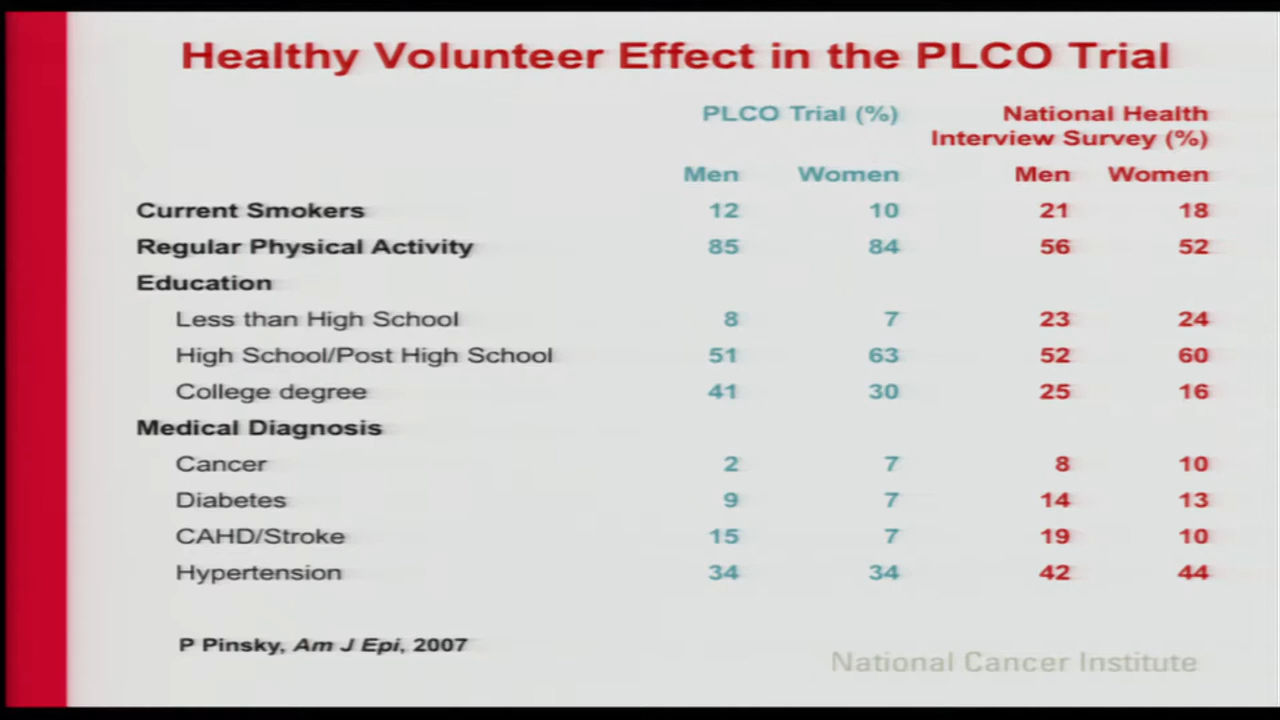 Healthy Volunteer Effect in the PLCO Trial
PLCO Trial (%) National Health
Interview Survey (%)
Men Women Men Women
Current Smokers 12 10 21 18
Regular Physical Activity 85 84 56 52
Education
Less than High School 8 7 23 24
High School/Post High School 51 63 52 60
College degree 41 30 25 16
Medical Diagnosis
Cancer 2 7 8 10
Diabetes 9 7 14 13
CAHD/Stroke 15 7 19 10
Hypertension 34 34 42 44
P Pinsky, Am J Epi, 2007
National Cancer Institute